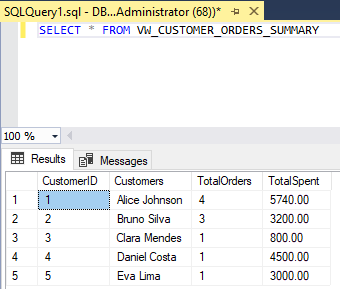 SQLQuery1.sql - DB...Administrator (68))*
SELECT * FROM VW_CUSTOMER_ORDERS_SUMMARY
100 %
Results Messages
CustomerID Customers TotalOrders TotalSpent
1 1 Alice Johnson 4 5740.00
2 2 Bruno Silva 3 3200.00
3 3 Clara Mendes 1 800.00
4 4 Daniel Costa 1 4500.00
5 5 Eva Lima 1 3000.00